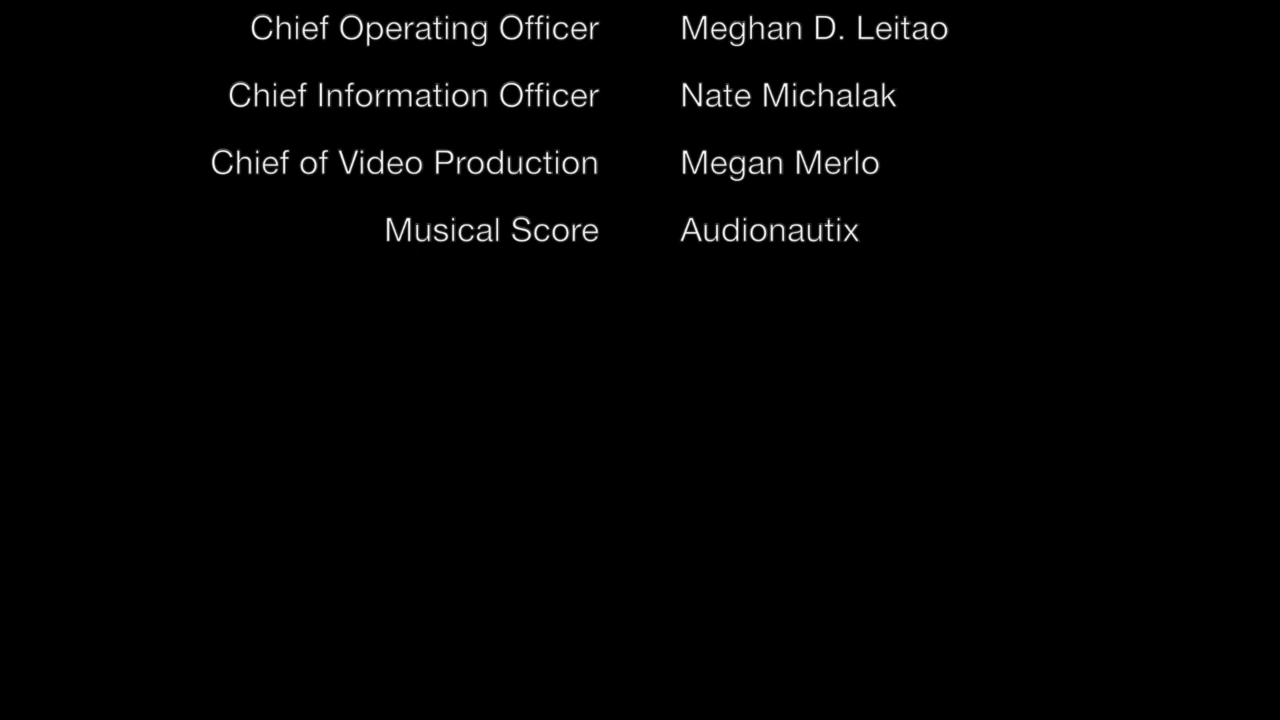 Chief Operating Officer Meghan D. Leitao
Chief Information Officer Nate Michalak
Chief of Video Production Megan Merlo
Musical Score Audionautix